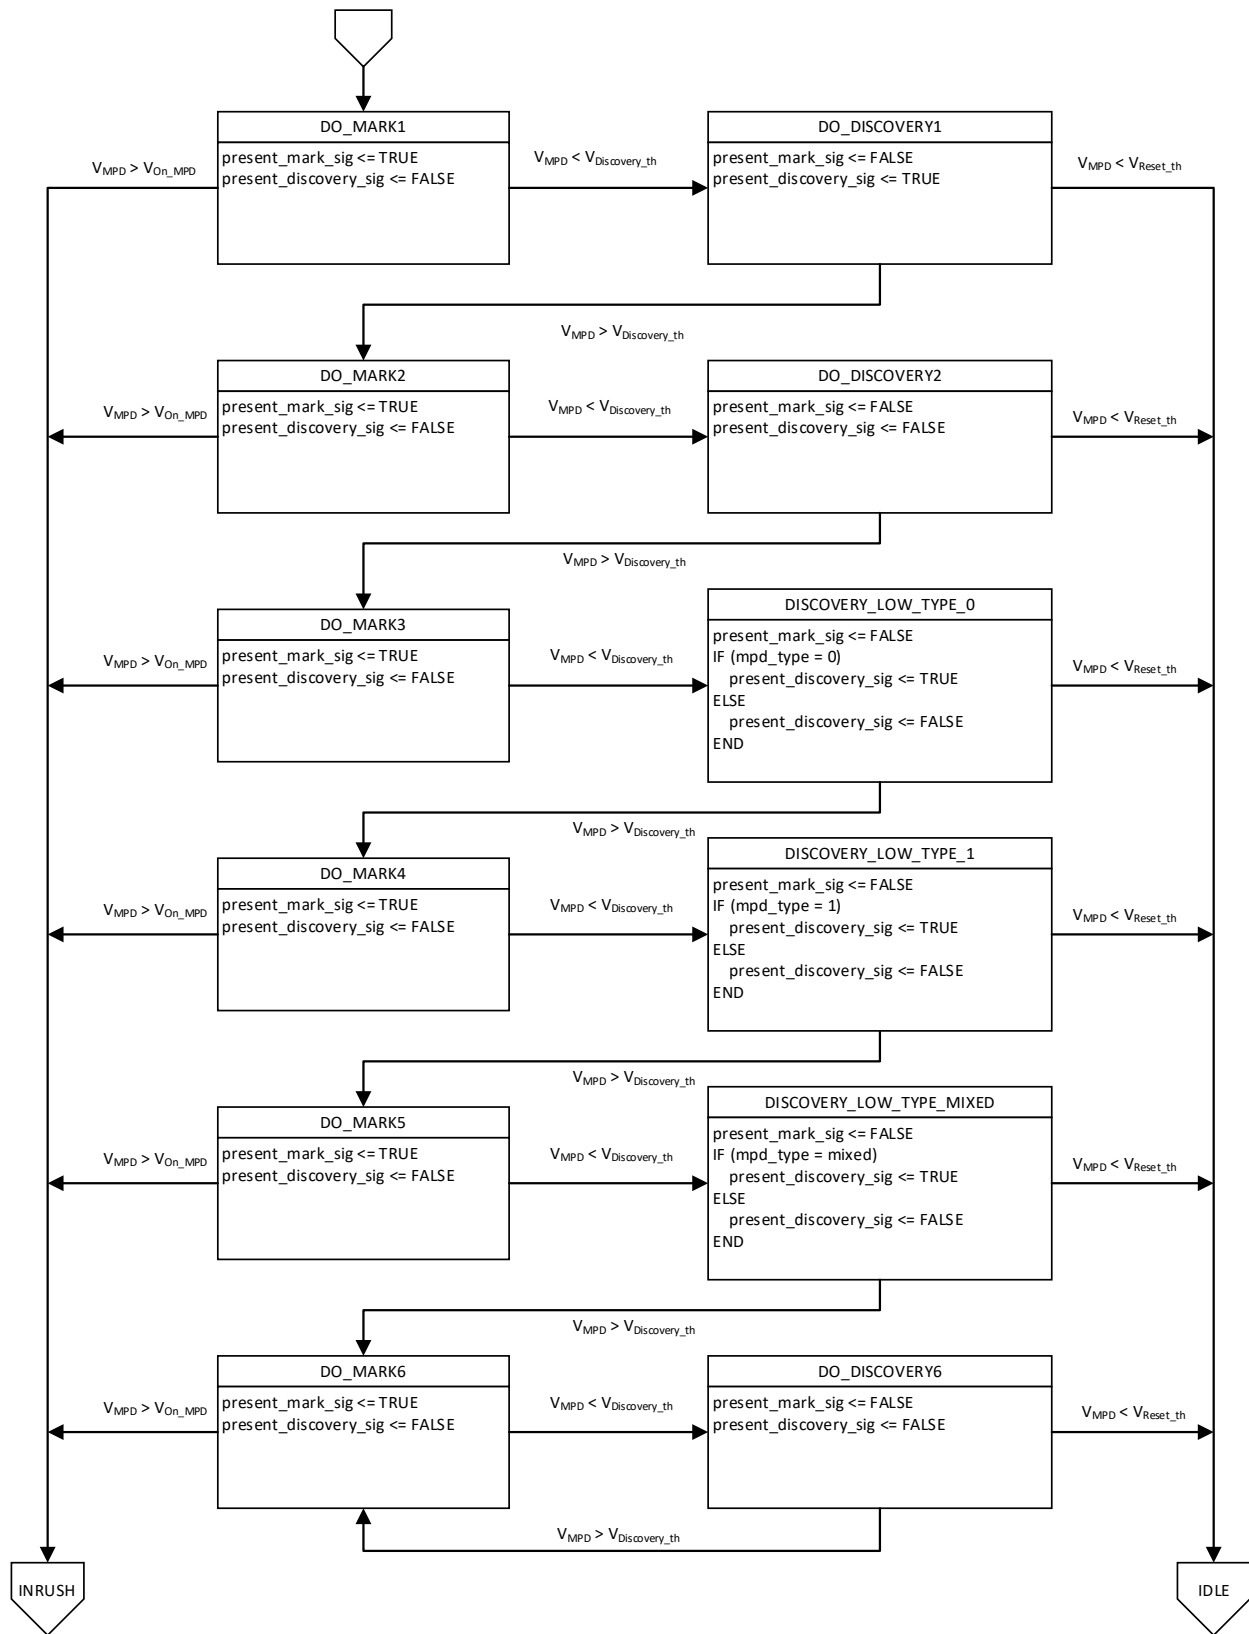 DO_MARK1
present_mark_sig <= TRUE
present_discovery_sig <= FALSE
DO_DISCOVERY1
present_mark_sig <= FALSE
present_discovery_sig <= TRUE
VMPD > VOn_MPD
VMPD < VDiscovery_th
VMPD < VReset_th
VMPD > VDiscovery_th
DO_MARK2
present_mark_sig <= TRUE
present_discovery_sig <= FALSE
DO_DISCOVERY2
present_mark_sig <= FALSE
present_discovery_sig <= FALSE
VMPD > VOn_MPD
VMPD < VDiscovery_th
VMPD < VReset_th
VMPD > VDiscovery_th
DO_MARK3
present_mark_sig <= TRUE
present_discovery_sig <= FALSE
DISCOVERY_LOW_TYPE_0
present_mark_sig <= FALSE
IF (mpd_type = 0)
present_discovery_sig <= TRUE
ELSE
present_discovery_sig <= FALSE
END
VMPD > VOn_MPD
VMPD < VDiscovery_th
VMPD < VReset_th
VMPD > VDiscovery_th
DO_MARK4
present_mark_sig <= TRUE
present_discovery_sig <= FALSE
DISCOVERY_LOW_TYPE_1
present_mark_sig <= FALSE
IF (mpd_type = 1)
present_discovery_sig <= TRUE
ELSE
present_discovery_sig <= FALSE
END
VMPD > VOn_MPD
VMPD < VDiscovery_th
VMPD < VReset_th
VMPD > VDiscovery_th
DO_MARK5
present_mark_sig <= TRUE
present_discovery_sig <= FALSE
DISCOVERY_LOW_TYPE_MIXED
present_mark_sig <= FALSE
IF (mpd_type = mixed)
present_discovery_sig <= TRUE
ELSE
present_discovery_sig <= FALSE
END
VMPD > VOn_MPD
VMPD < VDiscovery_th
VMPD < VReset_th
VMPD > VDiscovery_th
DO_MARK6
present_mark_sig <= TRUE
present_discovery_sig <= FALSE
DO_DISCOVERY6
present_mark_sig <= FALSE
present_discovery_sig <= FALSE
VMPD > VOn_MPD
VMPD < VDiscovery_th
VMPD < VReset_th
VMPD > VDiscovery_th
INRUSH
IDLE